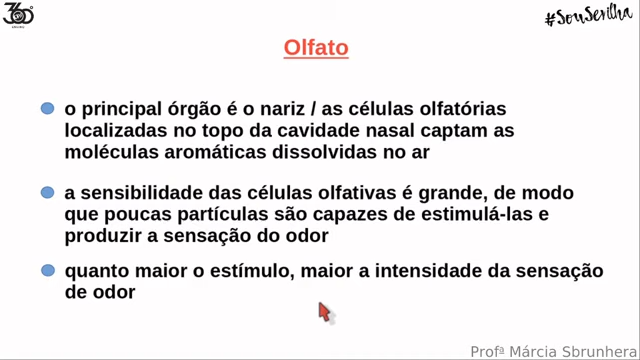 360°
#SouSerilha
Olfato
o principal órgão é o nariz / as células olfatórias
localizadas no topo da cavidade nasal captam as
moléculas aromáticas dissolvidas no ar
a sensibilidade das células olfativas é grande, de modo
que poucas partículas são capazes de estimulá-las e
produzir a sensação do odor
quanto maior o estímulo, maior a intensidade da sensação
de odor
Profª Márcia Sbrunhera